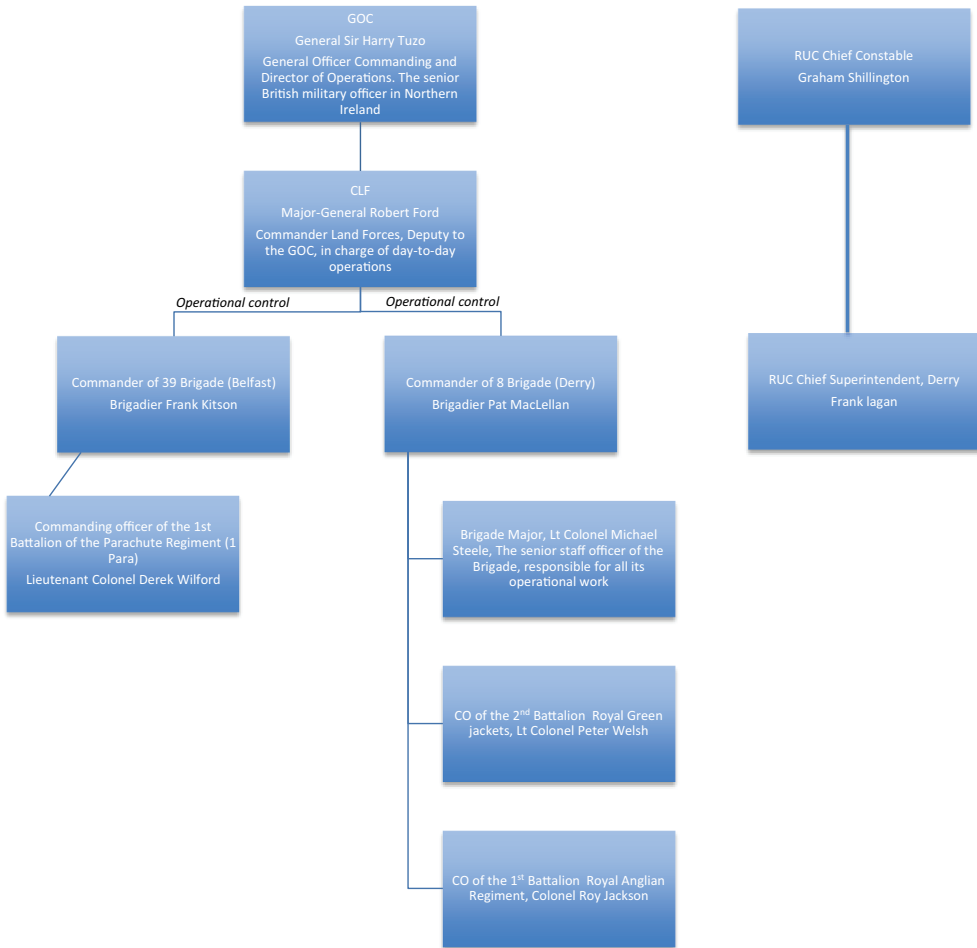 GOC
General Sir Harry Tuzo
General Officer Commanding and
Director of Operations. The senior
British military officer in Northern
Ireland
RUC Chief Constable
Graham Shillington
CLF
Major-General Robert Ford
Commander Land Forces, Deputy to
the GOC, in charge of day-to-day
operations
Operational control
Operational control
Commander of 39 Brigade (Belfast)
Brigadier Frank Kitson
Commander of 8 Brigade (Derry)
Brigadier Pat MacLellan
RUC Chief Superintendent, Derry
Frank lagan
Commanding officer of the 1st
Battalion of the Parachute Regiment (1
Para)
Lieutenant Colonel Derek Wilford
Brigade Major, Lt Colonel Michael
Steele, The senior staff officer of the
Brigade, responsible for all its
operational work
CO of the 2nd Battalion  Royal Green
jackets, Lt Colonel Peter Welsh
CO of the 1st Battalion  Royal Anglian
Regiment, Colonel Roy Jackson